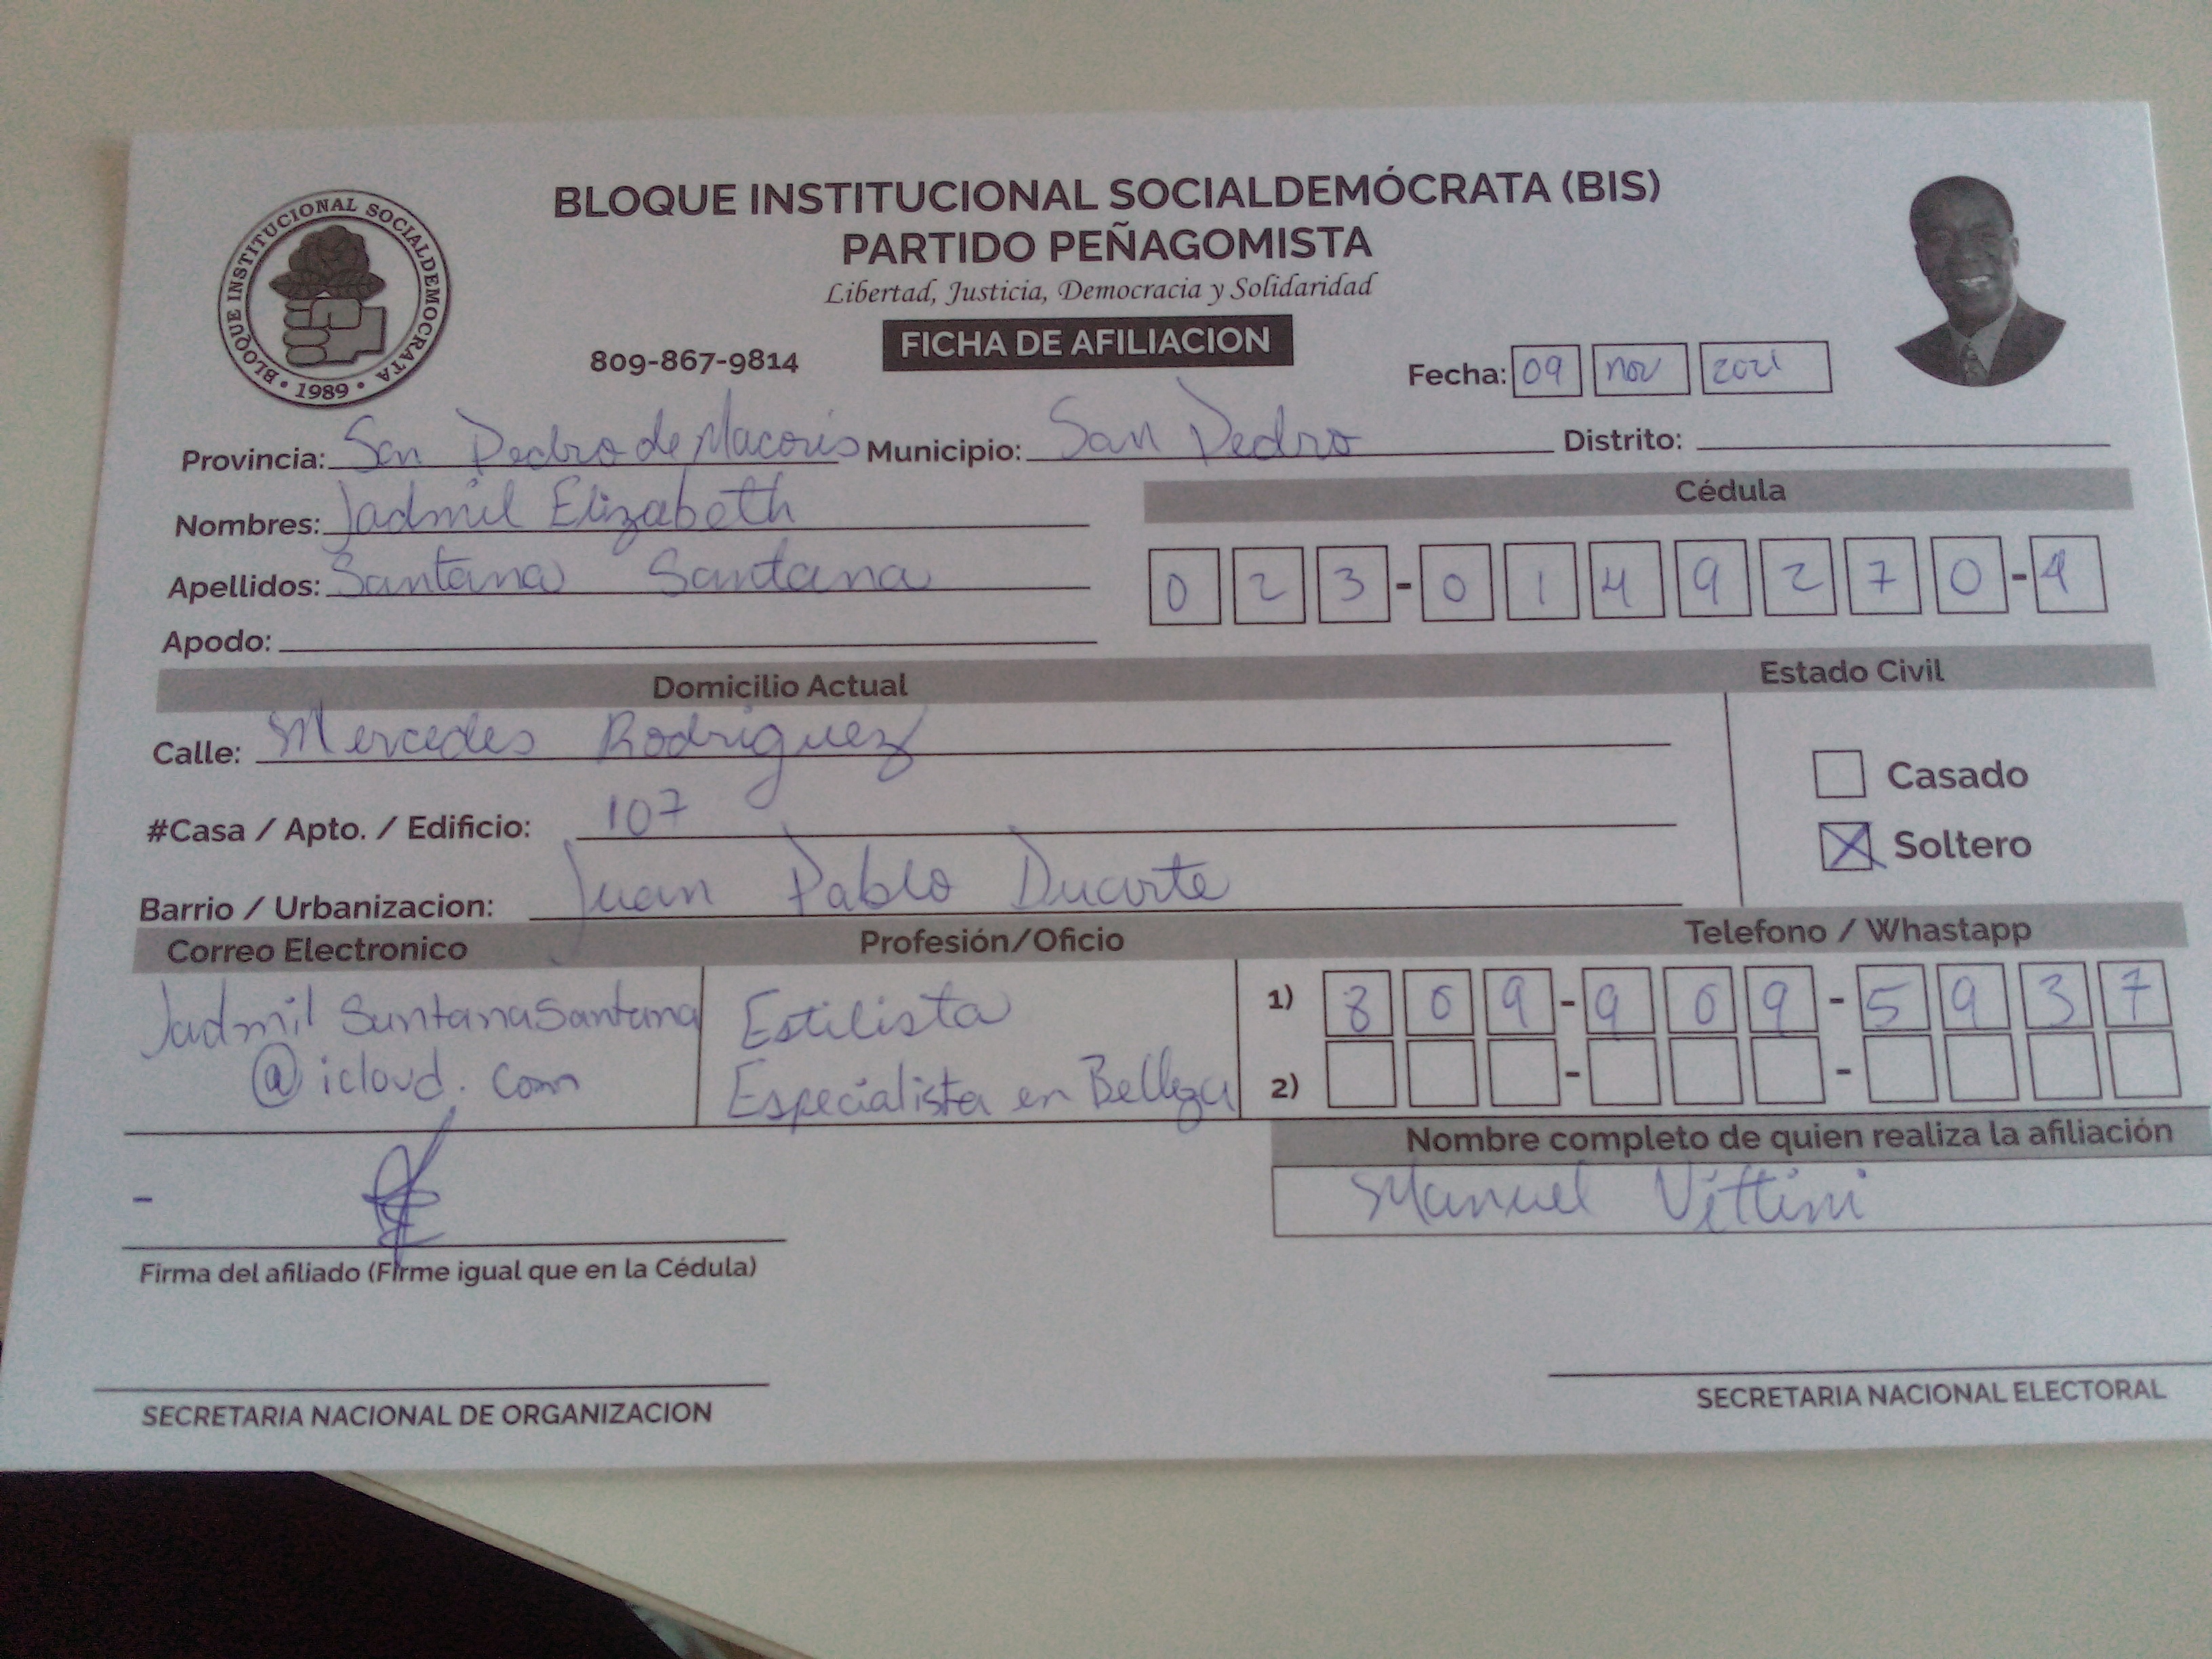 BLOQUE INSTITUCIONAL SOCIALDEMOCRATA • 1989 •
BLOQUE INSTITUCIONAL SOCIALDEMÓCRATA (BIS)
PARTIDO PEÑAGOMISTA
Libertad, Justicia, Democracia y Solidaridad
FICHA DE AFILIACION
809-867-9814
Fecha: 09 nov 2021
Provincia: San Pedro de Macoris Municipio: San Pedro Distrito:
Nombres: Jadmil Elizabeth
Cédula
Apellidos: Santana Santana
0 2 3 - 0 1 4 9 2 7 0 - 4
Apodo:
Domicilio Actual Estado Civil
Calle: Mercedes Rodriguez
Casado
#Casa / Apto. / Edificio: 107
Soltero
Barrio / Urbanizacion: Juan Pablo Duarte
Correo Electronico Profesión/Oficio Telefono / Whastapp
Jadmil SantanaSantana Estilista 1) 8 0 9 - 9 0 9 - 5 9 3 7
@icloud.com Especialista en Belleza 2) - -
Nombre completo de quien realiza la afiliación
Manuel Vittini
Firma del afiliado (Firme igual que en la Cédula)
SECRETARIA NACIONAL DE ORGANIZACION SECRETARIA NACIONAL ELECTORAL